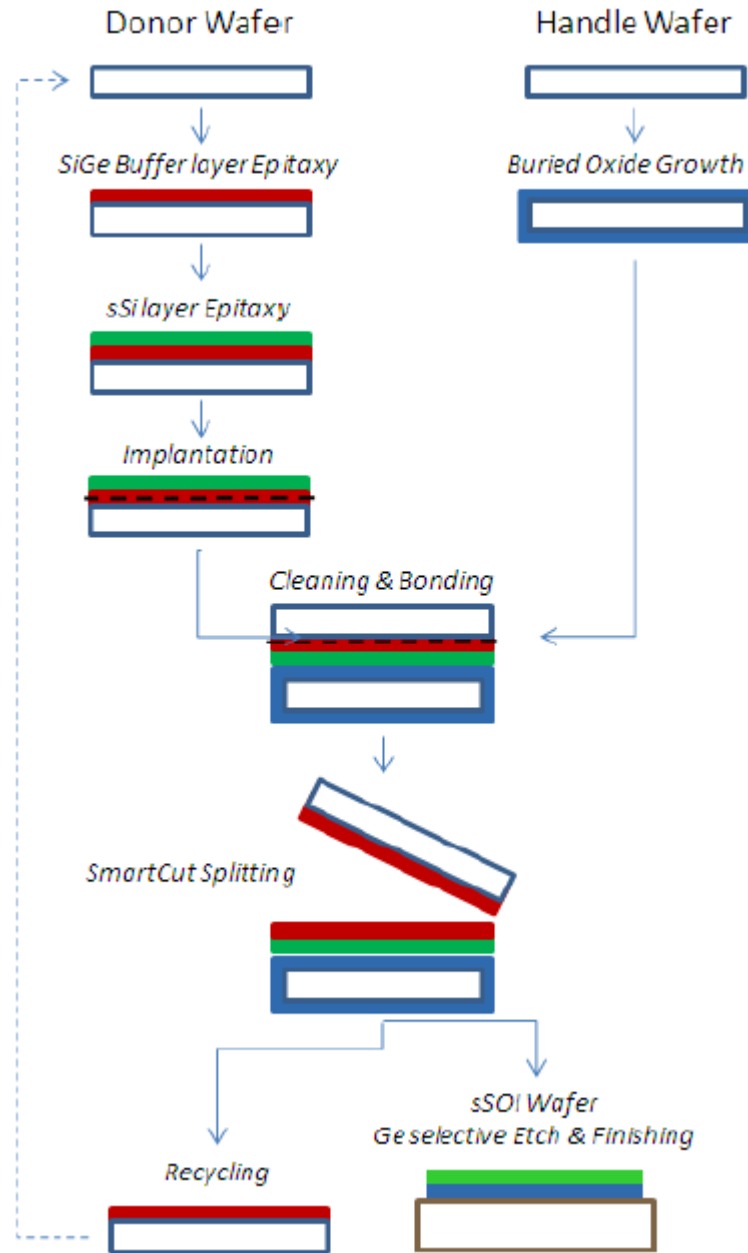 Donor Wafer
Handle Wafer
SiGe Buffer layer Epitaxy
Buried Oxide Growth
sSi layer Epitaxy
Implantation
Cleaning & Bonding
SmartCut Splitting
sSOI Wafer
Ge selective Etch & Finishing
Recycling